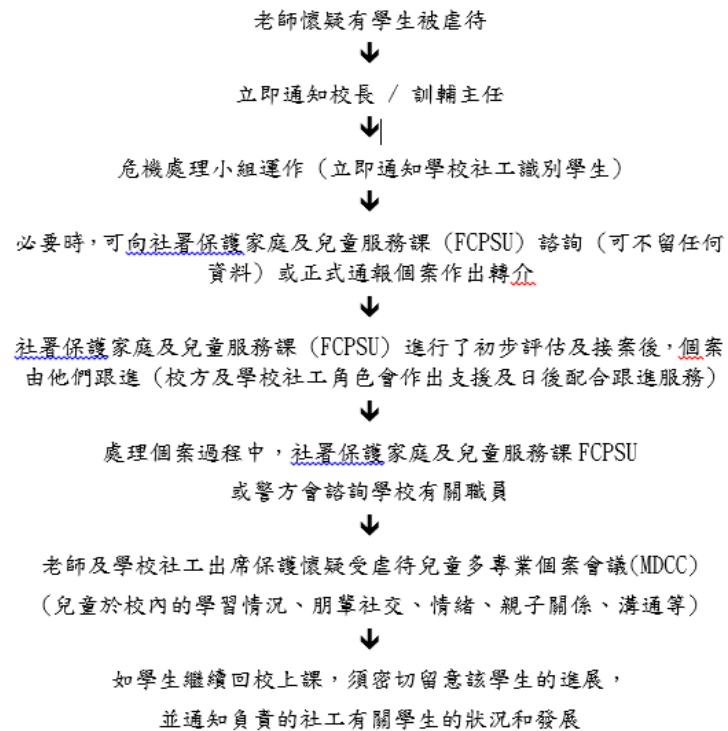 老師懷疑有學生被虐待
立即通知校長 / 訓輔主任
危機處理小組運作 (立即通知學校社工識別學生)
必要時，可向社署保護家庭及兒童服務課 (FCPSU) 諮詢 (可不留任何
資料) 或正式通報個案作出轉介
社署保護家庭及兒童服務課 (FCPSU) 進行了初步評估及接案後，個案
由他們跟進 (校方及學校社工角色會作出支援及日後配合跟進服務)
處理個案過程中，社署保護家庭及兒童服務課 FCPSU
或警方會諮詢學校有關職員
老師及學校社工出席保護懷疑受虐待兒童多專業個案會議(MDCC)
(兒童於校內的學習情況、朋輩社交、情緒、親子關係、溝通等)
如學生繼續回校上課，須密切留意該學生的進展，
並通知負責的社工有關學生的狀況和發展